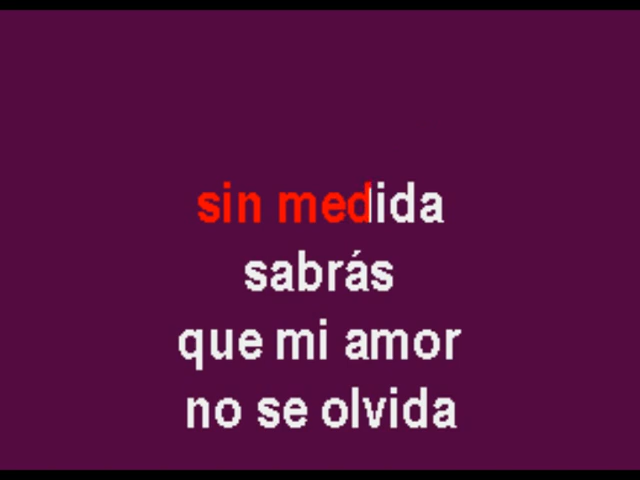 sin medida
sabrás
que mi amor
no se olvida